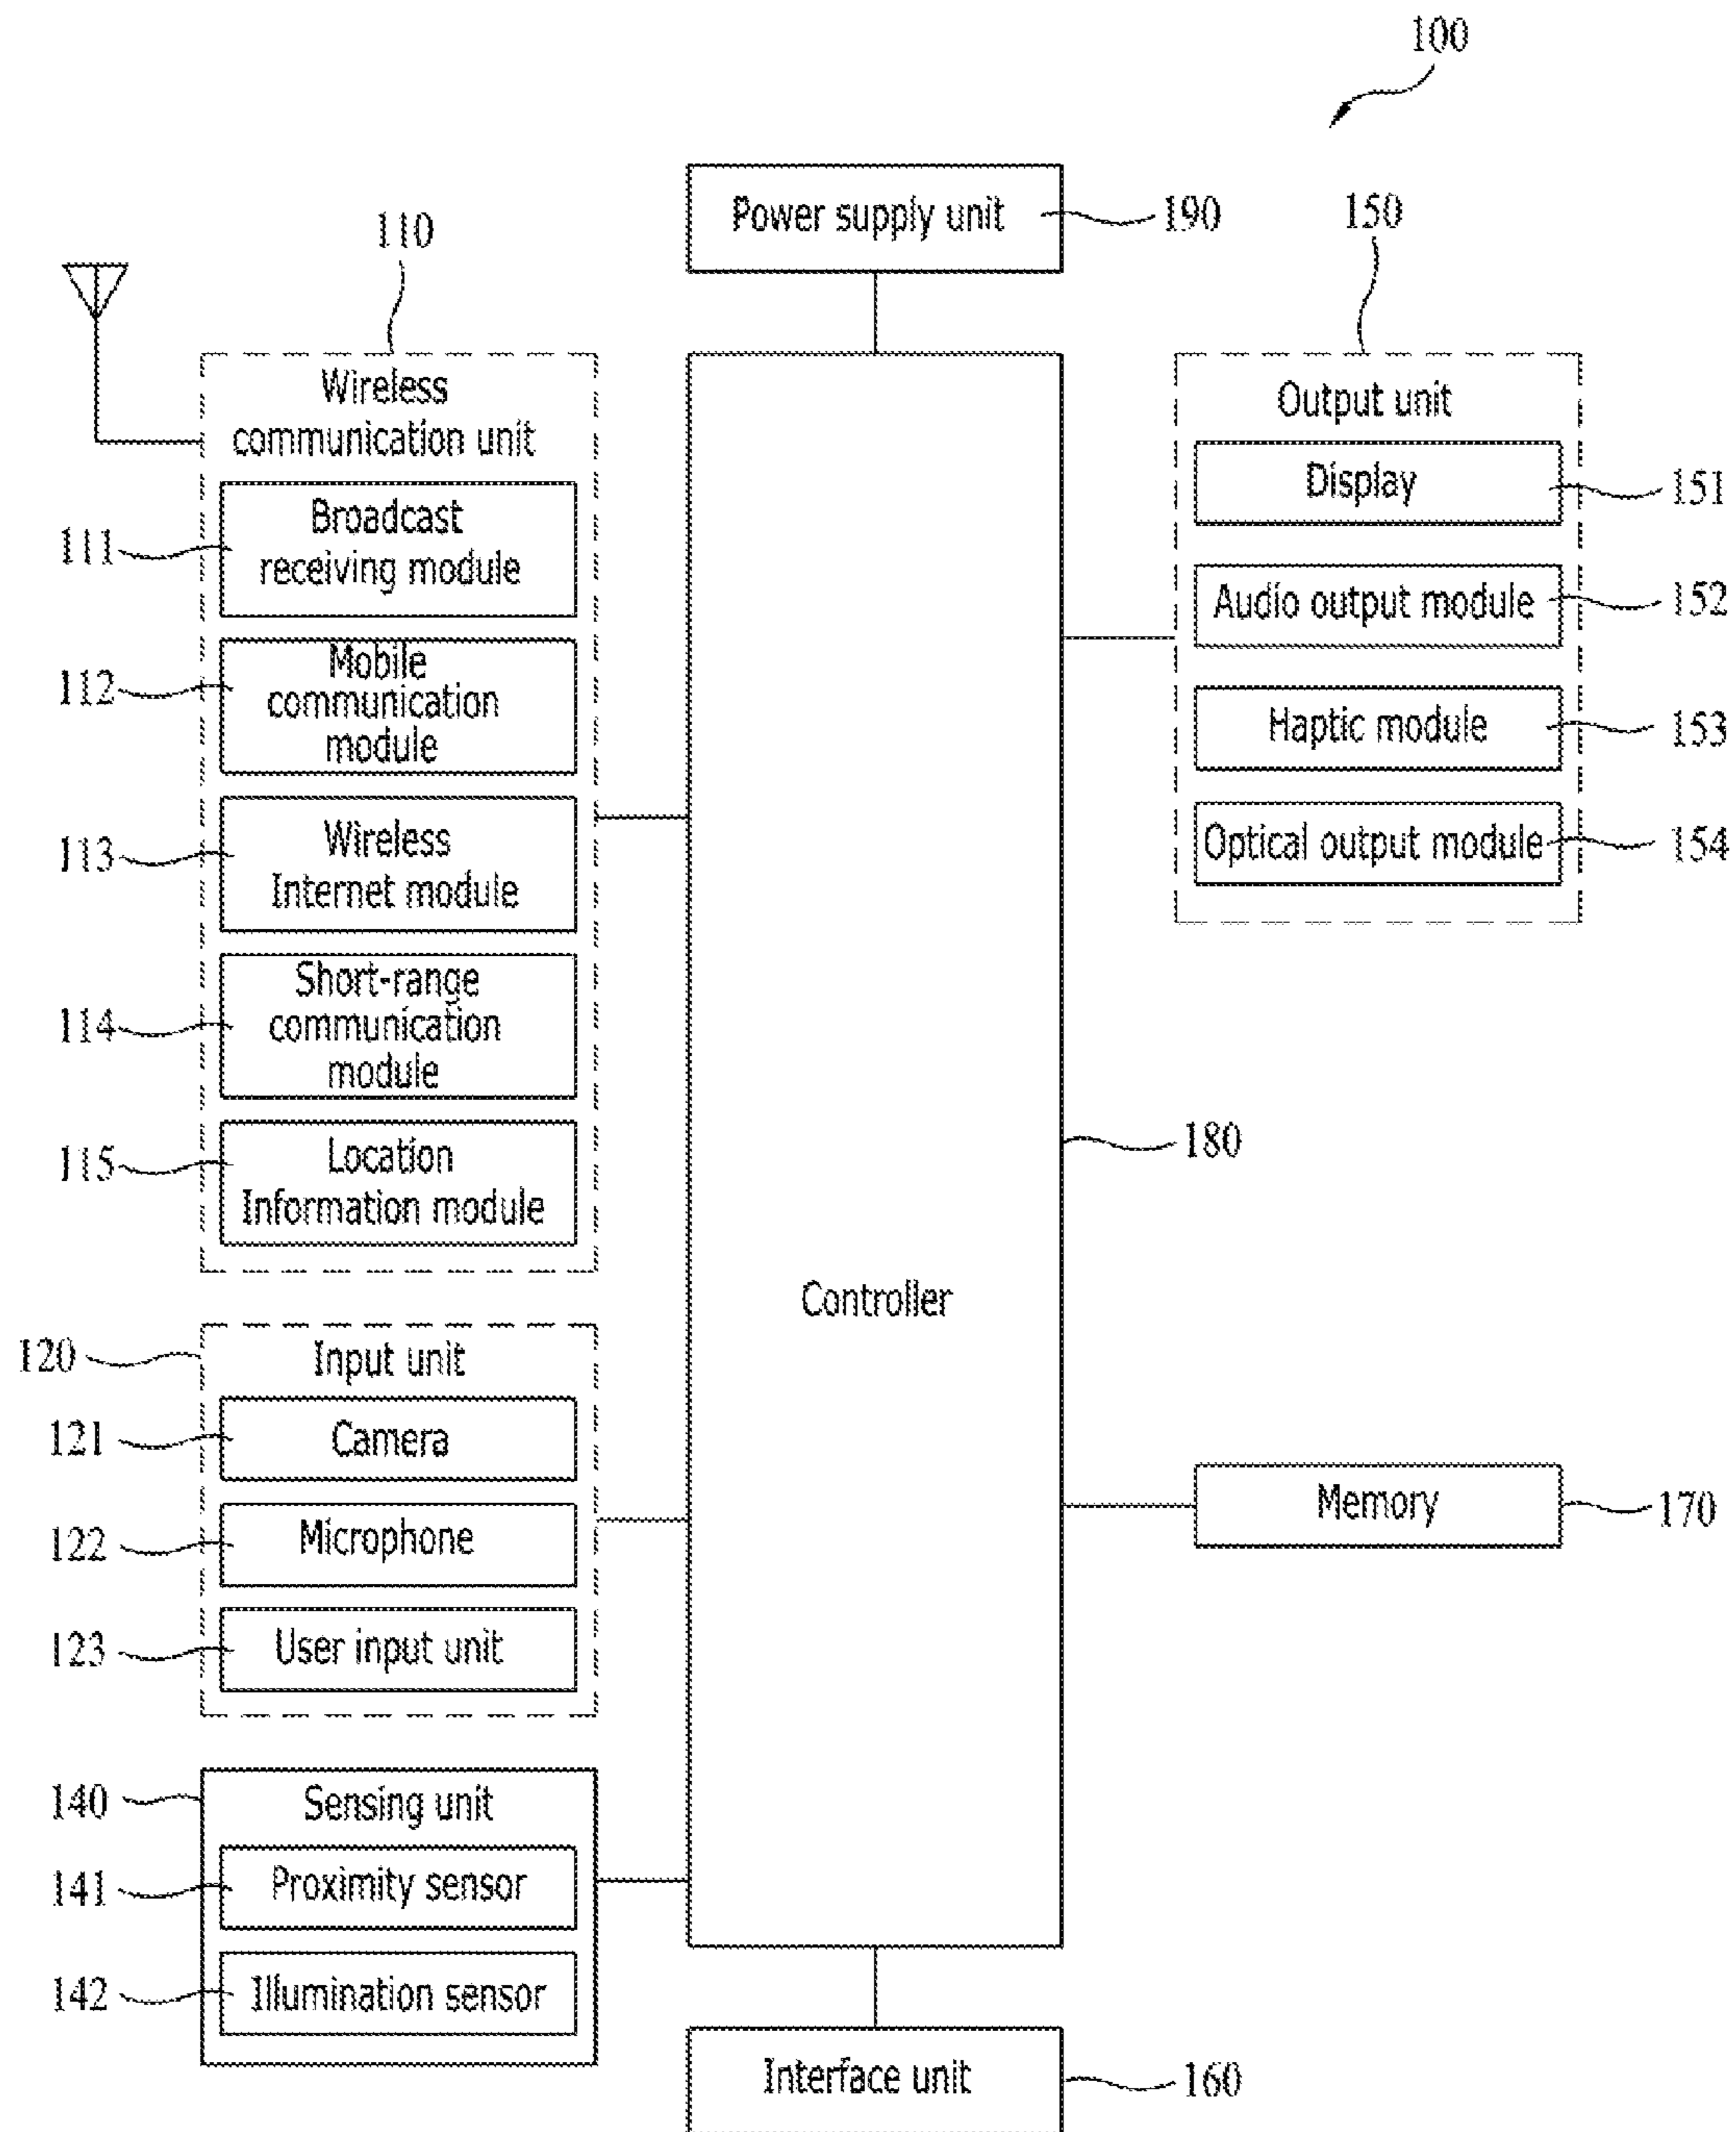 100
Power supply unit
190
110
Wireless
communication unit
111
Broadcast
receiving module
112
Mobile
communication
module
113
Wireless
Internet module
114
Short-range
communication
module
115
Location
Information module
120
Input unit
121
Camera
122
Microphone
123
User input unit
140
Sensing unit
141
Proximity sensor
142
Illumination sensor
Controller
180
150
Output unit
Display
151
Audio output module
152
Haptic module
153
Optical output module
154
Memory
170
Interface unit
160